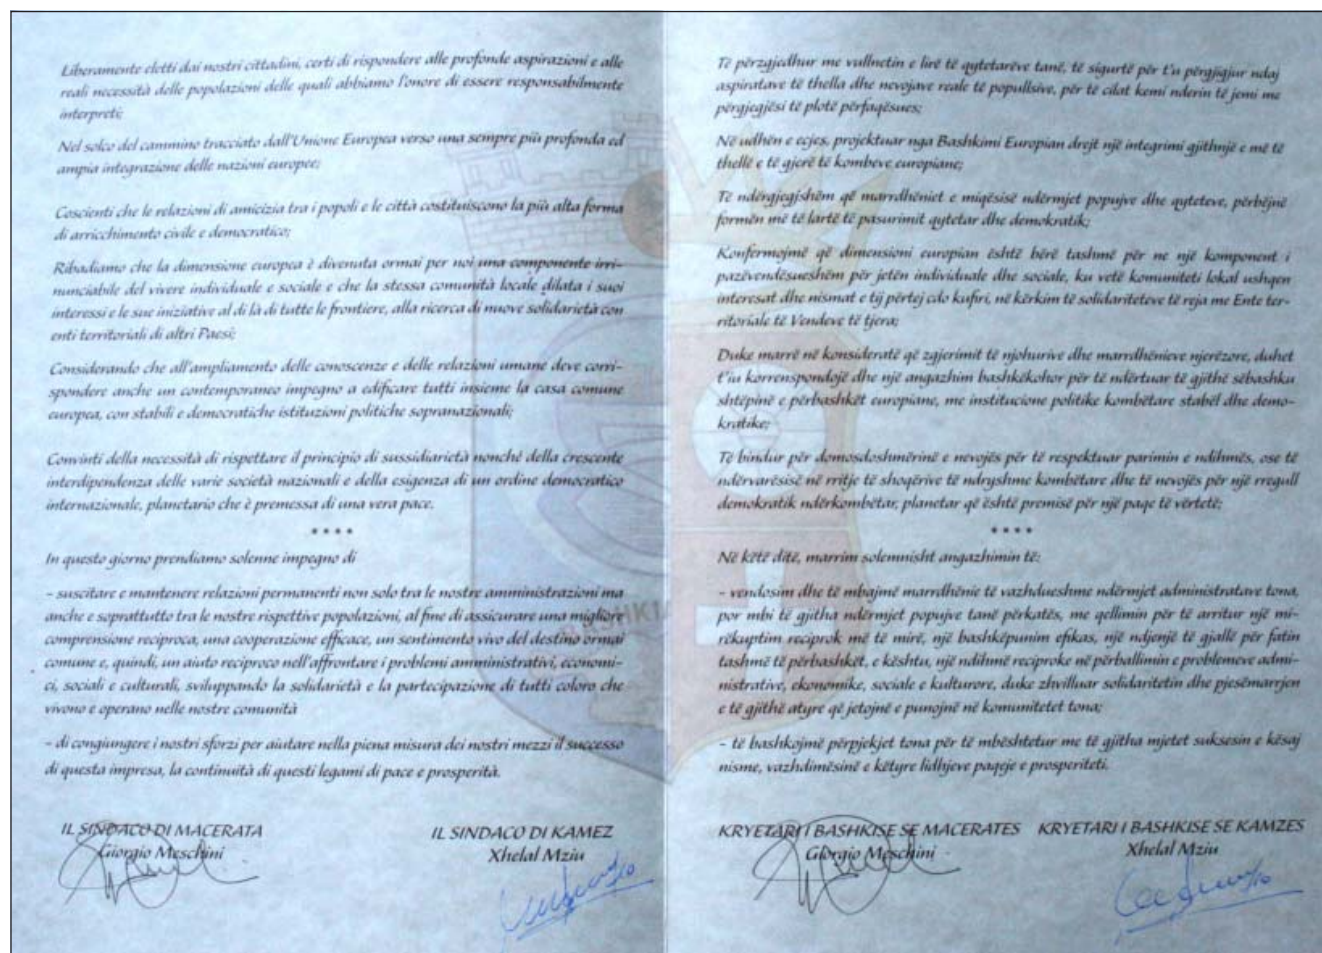 Liberamente eletti dai nostri cittadini, certi di rispondere alle profonde aspirazioni e alle
reali necessità delle popolazioni delle quali abbiamo l'onore di essere responsabilmente
interpreti;
Nel solco del cammino tracciato dall'Unione Europea verso una sempre più profonda ed
ampia integrazione delle nazioni europee;
Coscienti che le relazioni di amicizia tra i popoli e le città costituiscono la più alta forma
di arricchimento civile e democratico;
Ribadiamo che la dimensione europea è divenuta ormai per noi una componente irri-
nunciabile del vivere individuale e sociale e che la stessa comunità locale dilata i suoi
interessi e le sue iniziative al di là di tutte le frontiere, alla ricerca di nuove solidarietà con
enti territoriali di altri Paesi;
Considerando che all'ampliamento delle conoscenze e delle relazioni umane deve corri-
spondere anche un contemporaneo impegno a edificare tutti insieme la casa comune
europea, con stabili e democratiche istituzioni politiche sopranazionali;
Convinti della necessità di rispettare il principio di sussidiarietà nonché della crescente
interdipendenza delle varie società nazionali e della esigenza di un ordine democratico
internazionale, planetario che è premessa di una vera pace.
* * * *
In questo giorno prendiamo solenne impegno di
- suscitare e mantenere relazioni permanenti non solo tra le nostre amministrazioni ma
anche e soprattutto tra le nostre rispettive popolazioni, al fine di assicurare una migliore
comprensione reciproca, una cooperazione efficace, un sentimento vivo del destino ormai
comune e, quindi, un aiuto reciproco nell'affrontare i problemi amministrativi, economi-
ci, sociali e culturali, sviluppando la solidarietà e la partecipazione di tutti coloro che
vivono e operano nelle nostre comunità
- di congiungere i nostri sforzi per aiutare nella piena misura dei nostri mezzi il successo
di questa impresa, la continuità di questi legami di pace e prosperità.
IL SINDACO DI MACERATA
Giorgio Meschini
IL SINDACO DI KAMEZ
Xhelal Mziu
Të përzgjedhur me vullnetin e lirë të qytetarëve tanë, të sigurtë për t'u përgjigjur ndaj
aspiratave të thella dhe nevojave reale të popullsive, për të cilat kemi nderin të jemi me
përgjegjësi të plotë përfaqësues;
Në udhën e ecjes, projektuar nga Bashkimi Europian drejt një integrimi gjithnjë e më të
thellë e të gjerë të kombeve europiane;
Të ndërgjegjshëm që marrdhëniet e miqësisë ndërmjet popujve dhe qyteteve, përbëjnë
formën më të lartë të pasurimit qytetar dhe demokratik;
Konfermojmë që dimensioni europian është bërë tashmë për ne një komponent i
pazëvendësueshëm për jetën individuale dhe sociale, ku vetë komuniteti lokal ushqen
interesat dhe nismat e tij përtej cdo kufiri, në kërkim të solidariteteve të reja me Ente ter-
ritoriale të Vendeve të tjera;
Duke marrë në konsideratë që zgjerimit të njohurive dhe marrdhënieve njerëzore, duhet
t'iu korrenspondojë dhe një angazhim bashkëkohor për të ndërtuar të gjithë sëbashku
shtëpinë e përbashkët europiane, me institucione politike kombëtare stabël dhe demo-
kratike;
Të bindur për domosdoshmërinë e nevojës për të respektuar parimin e ndihmës, ose të
ndërvarësisë në rritje të shoqërive të ndryshme kombëtare dhe të nevojës për një rregull
demokratik ndërkombëtar, planetar që është premisë për një paqe të vërtetë;
* * * *
Në këtë ditë, marrim solemnisht angazhimin të:
- vendosim dhe të mbajmë marrdhënie të vazhdueshme ndërmjet administratave tona,
por mbi të gjitha ndërmjet popujve tanë përkatës, me qellimin për të arritur një mi-
rëkuptim reciprok më të mirë, një bashkëpunim efikas, një ndjenjë të gjallë për fatin
tashmë të përbashkët, e kështu, një ndihmë reciproke në përballimin e problemeve admi-
nistrative, ekonomike, sociale e kulturore, duke zhvilluar solidaritetin dhe pjesëmarrjen
e të gjithë atyre që jetojnë e punojnë në komunitetet tona;
- të bashkojmë përpjekjet tona për të mbështetur me të gjitha mjetet suksesin e kësaj
nisme, vazhdimësinë e këtyre lidhjeve paqeje e prosperiteti.
KRYETARI I BASHKISE SE MACERATES
Giorgio Meschini
KRYETARI I BASHKISE SE KAMZES
Xhelal Mziu